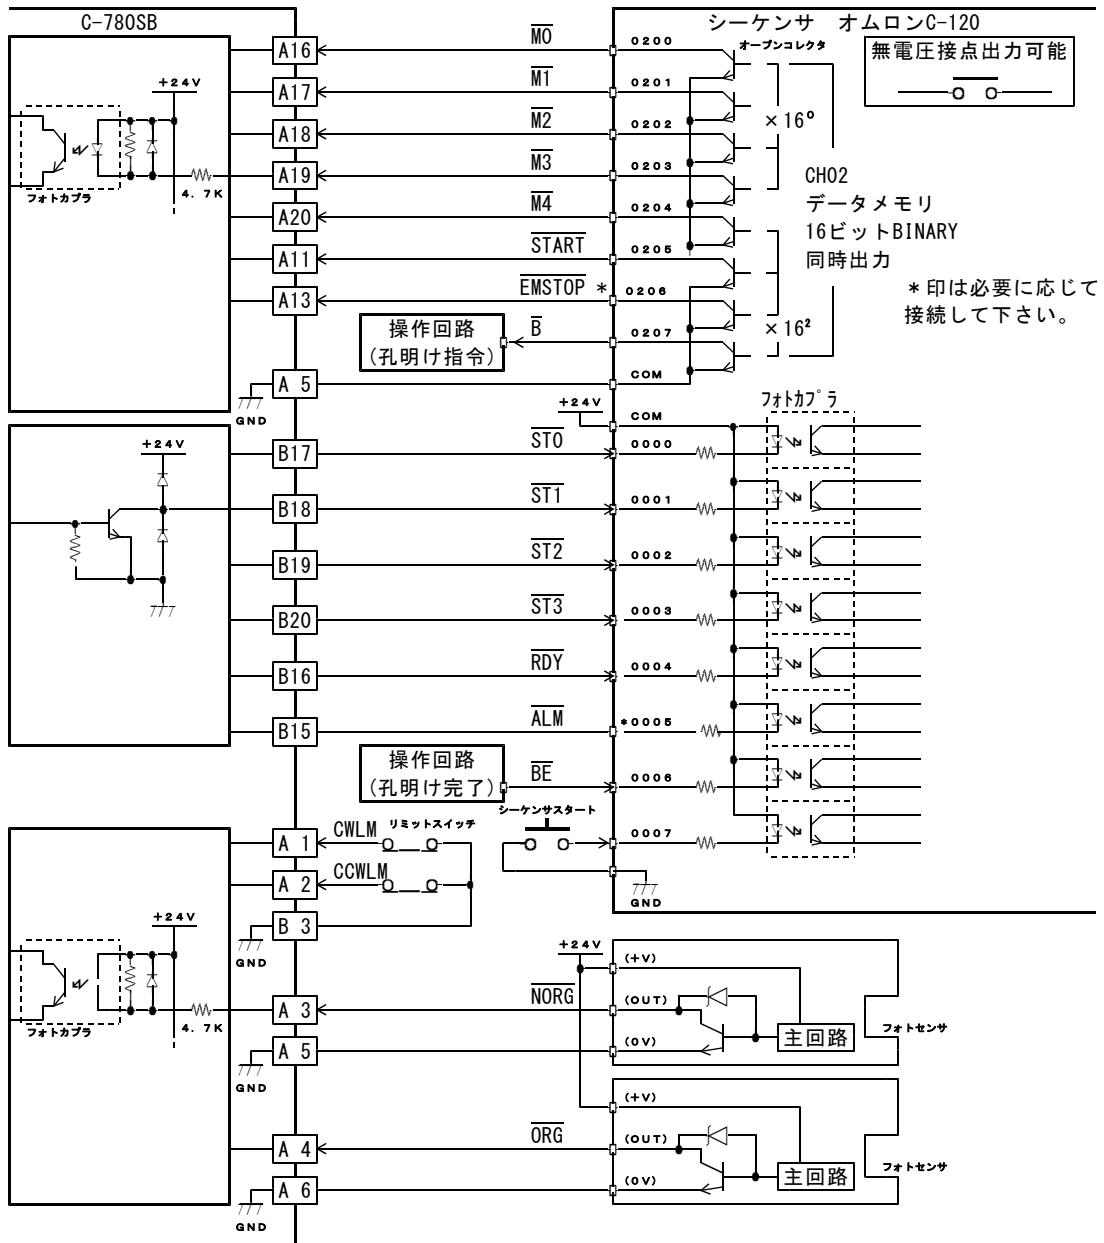 C-780SB
シーケンサ オムロンC-120
A16
M0
0200
オープンコレクタ
無電圧接点出力可能
+24V
A17
M1
0201
×16⁰
A18
M2
0202
A19
M3
0203
4.7K
フォトカプラ
CH02
データメモリ
16ビットBINARY
同時出力
A20
M4
0204
A11
START
0205
A13
EMSTOP *
0206
*印は必要に応じて
接続して下さい。
操作回路
(孔明け指令)
B
0207
×16²
A 5
COM
GND
+24V
COM
フォトカプラ
+24V
B17
ST0
0000
B18
ST1
0001
B19
ST2
0002
B20
ST3
0003
B16
RDY
0004
B15
ALM
*0005
操作回路
(孔明け完了)
BE
0006
シーケンサスタート
A 1
CWLM
リミットスイッチ
0007
A 2
CCWLM
GND
B 3
GND
+24V
+24V
(+V)
A 3
NORG
(OUT)
4.7K
フォトカプラ
主回路
フォトセンサ
A 5
(0V)
GND
(+V)
A 4
ORG
(OUT)
主回路
フォトセンサ
A 6
(0V)
GND